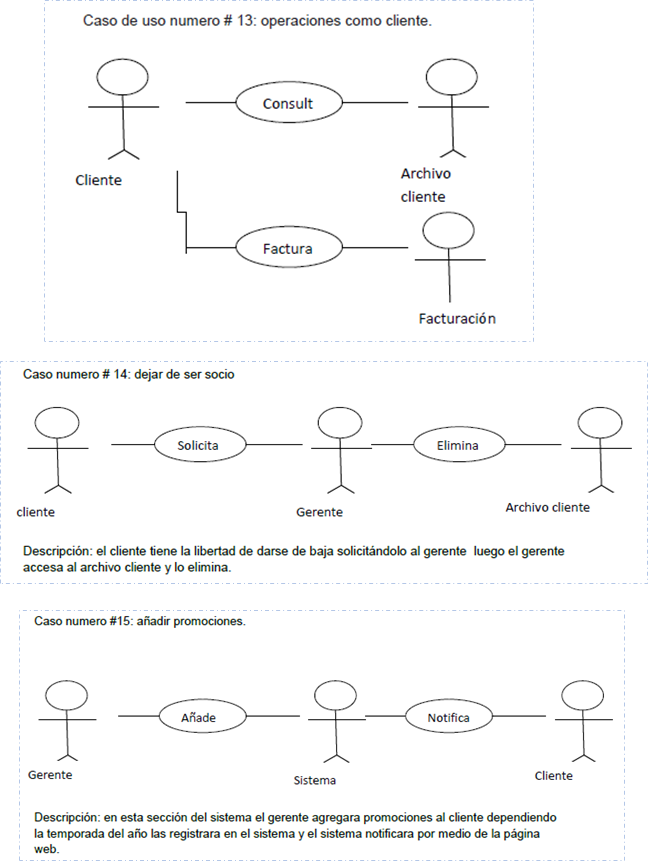 Caso de uso numero # 13: operaciones como cliente.
Consult
Cliente
Archivo
cliente
Factura
Facturación
Caso numero # 14: dejar de ser socio
Solicita
Elimina
cliente
Gerente
Archivo cliente
Descripción: el cliente tiene la libertad de darse de baja solicitándolo al gerente luego el gerente
accesa al archivo cliente y lo elimina.
Caso numero #15: añadir promociones.
Añade
Notifica
Gerente
Sistema
Cliente
Descripción: en esta sección del sistema el gerente agregara promociones al cliente dependiendo
la temporada del año las registrara en el sistema y el sistema notificara por medio de la página
web.